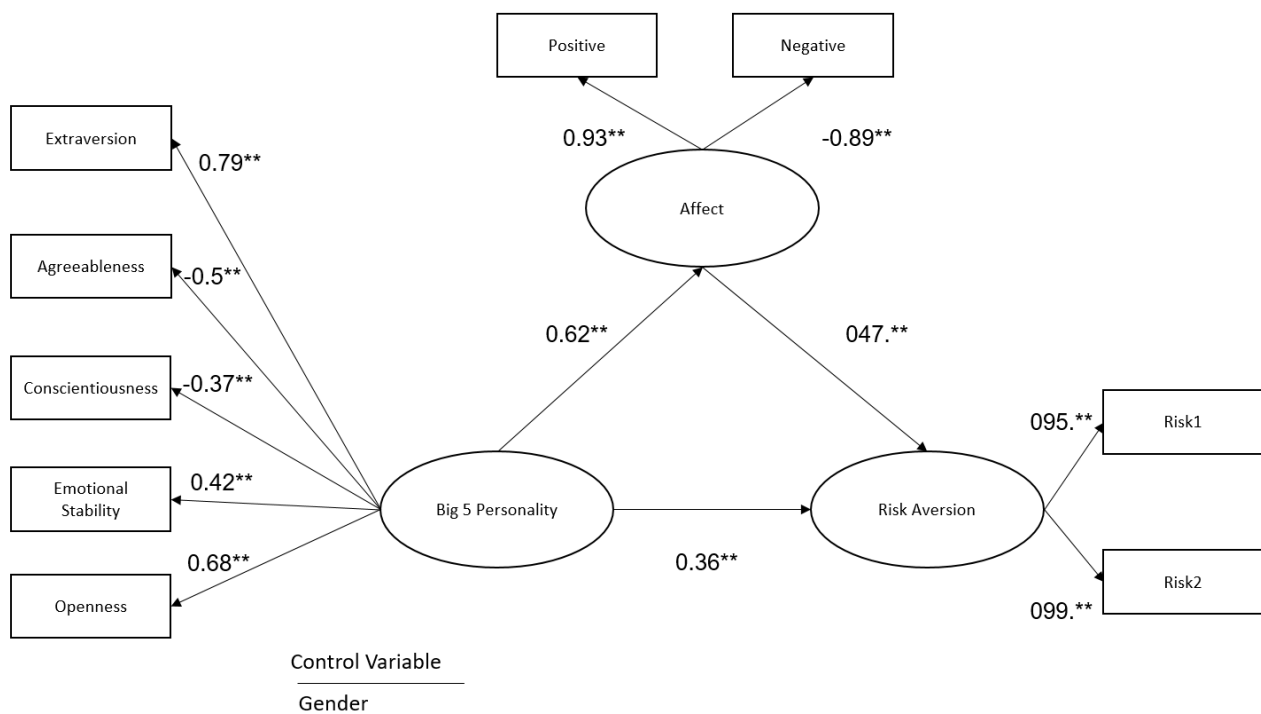 Positive
Negative
Extraversion
0.79**
0.93**
-0.89**
Affect
Agreeableness
-0.5**
0.62**
047.**
Conscientiousness
-0.37**
095.**
Risk1
Emotional
Stability
0.42**
Big 5 Personality
Risk Aversion
0.36**
0.68**
Openness
Risk2
099.**
Control Variable
Gender